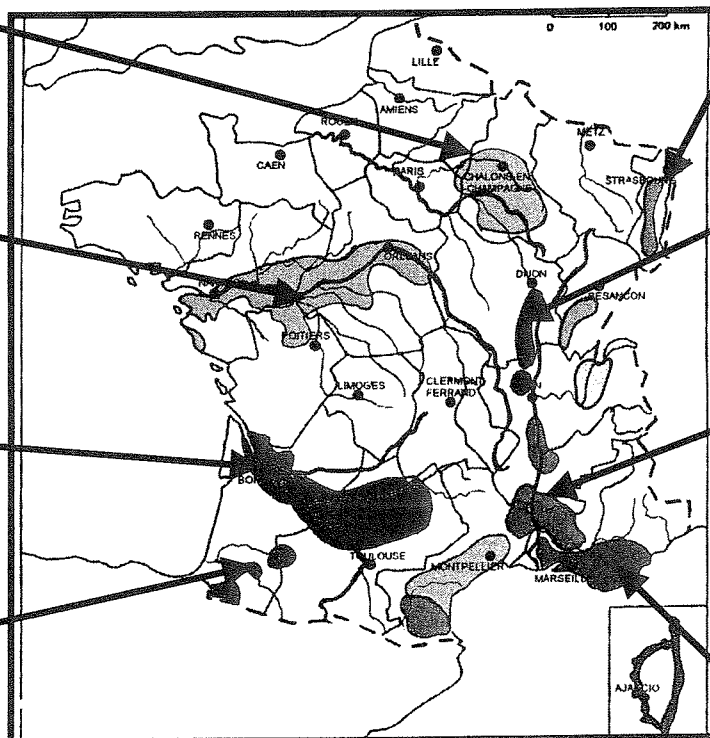 0 100 200 km
LILLE
AMIENS
ROUEN
METZ
CAEN
PARIS
CHALONS-EN
-CHAMPAGNE
STRASBOURG
RENNES
ORLEANS
DIJON
BESANCON
POITIERS
LIMOGES
CLERMONT
FERRAND
TOULOUSE
MONTPELLIER
MARSEILLE
AJACCIO